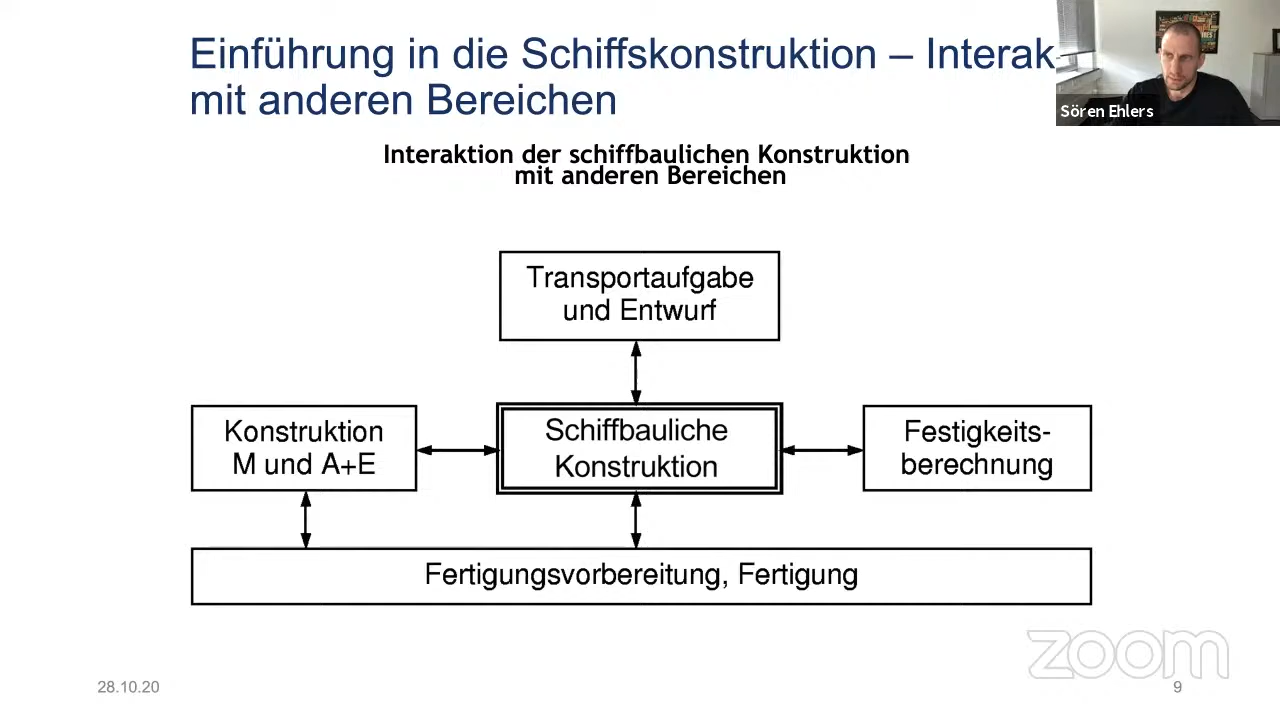 Einführung in die Schiffskonstruktion – Interak
mit anderen Bereichen
Sören Ehlers
Interaktion der schiffbaulichen Konstruktion
mit anderen Bereichen
Transportaufgabe
und Entwurf
Konstruktion
M und A+E
Schiffbauliche
Konstruktion
Festigkeits-
berechnung
Fertigungsvorbereitung, Fertigung
zoom
28.10.20
9